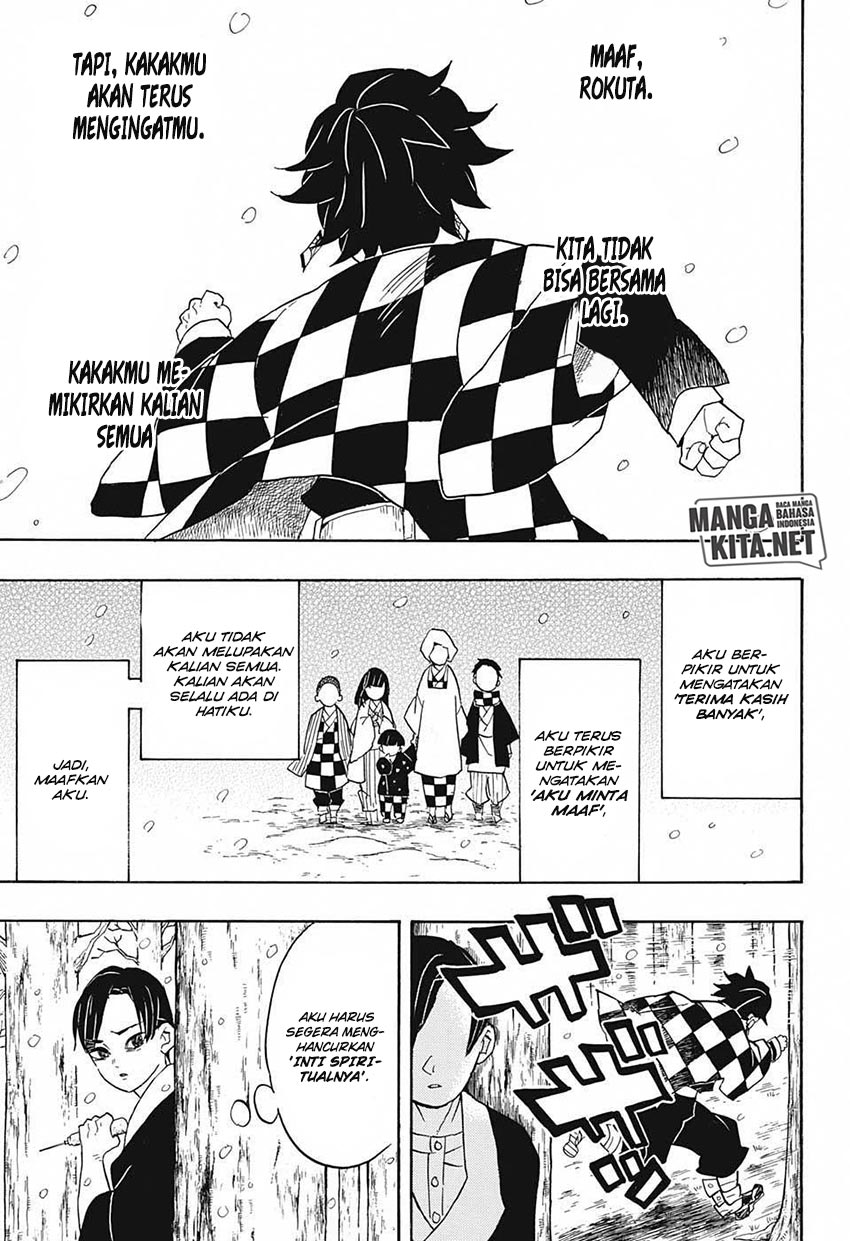 MAAF,
ROKUTA.
KITA TIDAK
BISA BERSAMA
LAGI.
TAPI, KAKAKMU
AKAN TERUS
MENGINGATMU.
KAKAKMU ME-
MIKIRKAN KALIAN
SEMUA
MANGA
KITA.NET
BACA MANGA
BAHASA
INDONESIA
AKU BER-
PIKIR UNTUK
MENGATAKAN
'TERIMA KASIH
BANYAK',
AKU TERUS
BERPIKIR
UNTUK ME-
NGATAKAN
'AKU MINTA
MAAF',
AKU TIDAK
AKAN MELUPAKAN
KALIAN SEMUA.
KALIAN AKAN
SELALU ADA DI
HATIKU.
JADI,
MAAFKAN
AKU.
ザザ
AKU HARUS
SEGERA MENG-
HANCURKAN
'INTI SPIRI-
TUALNYA'.